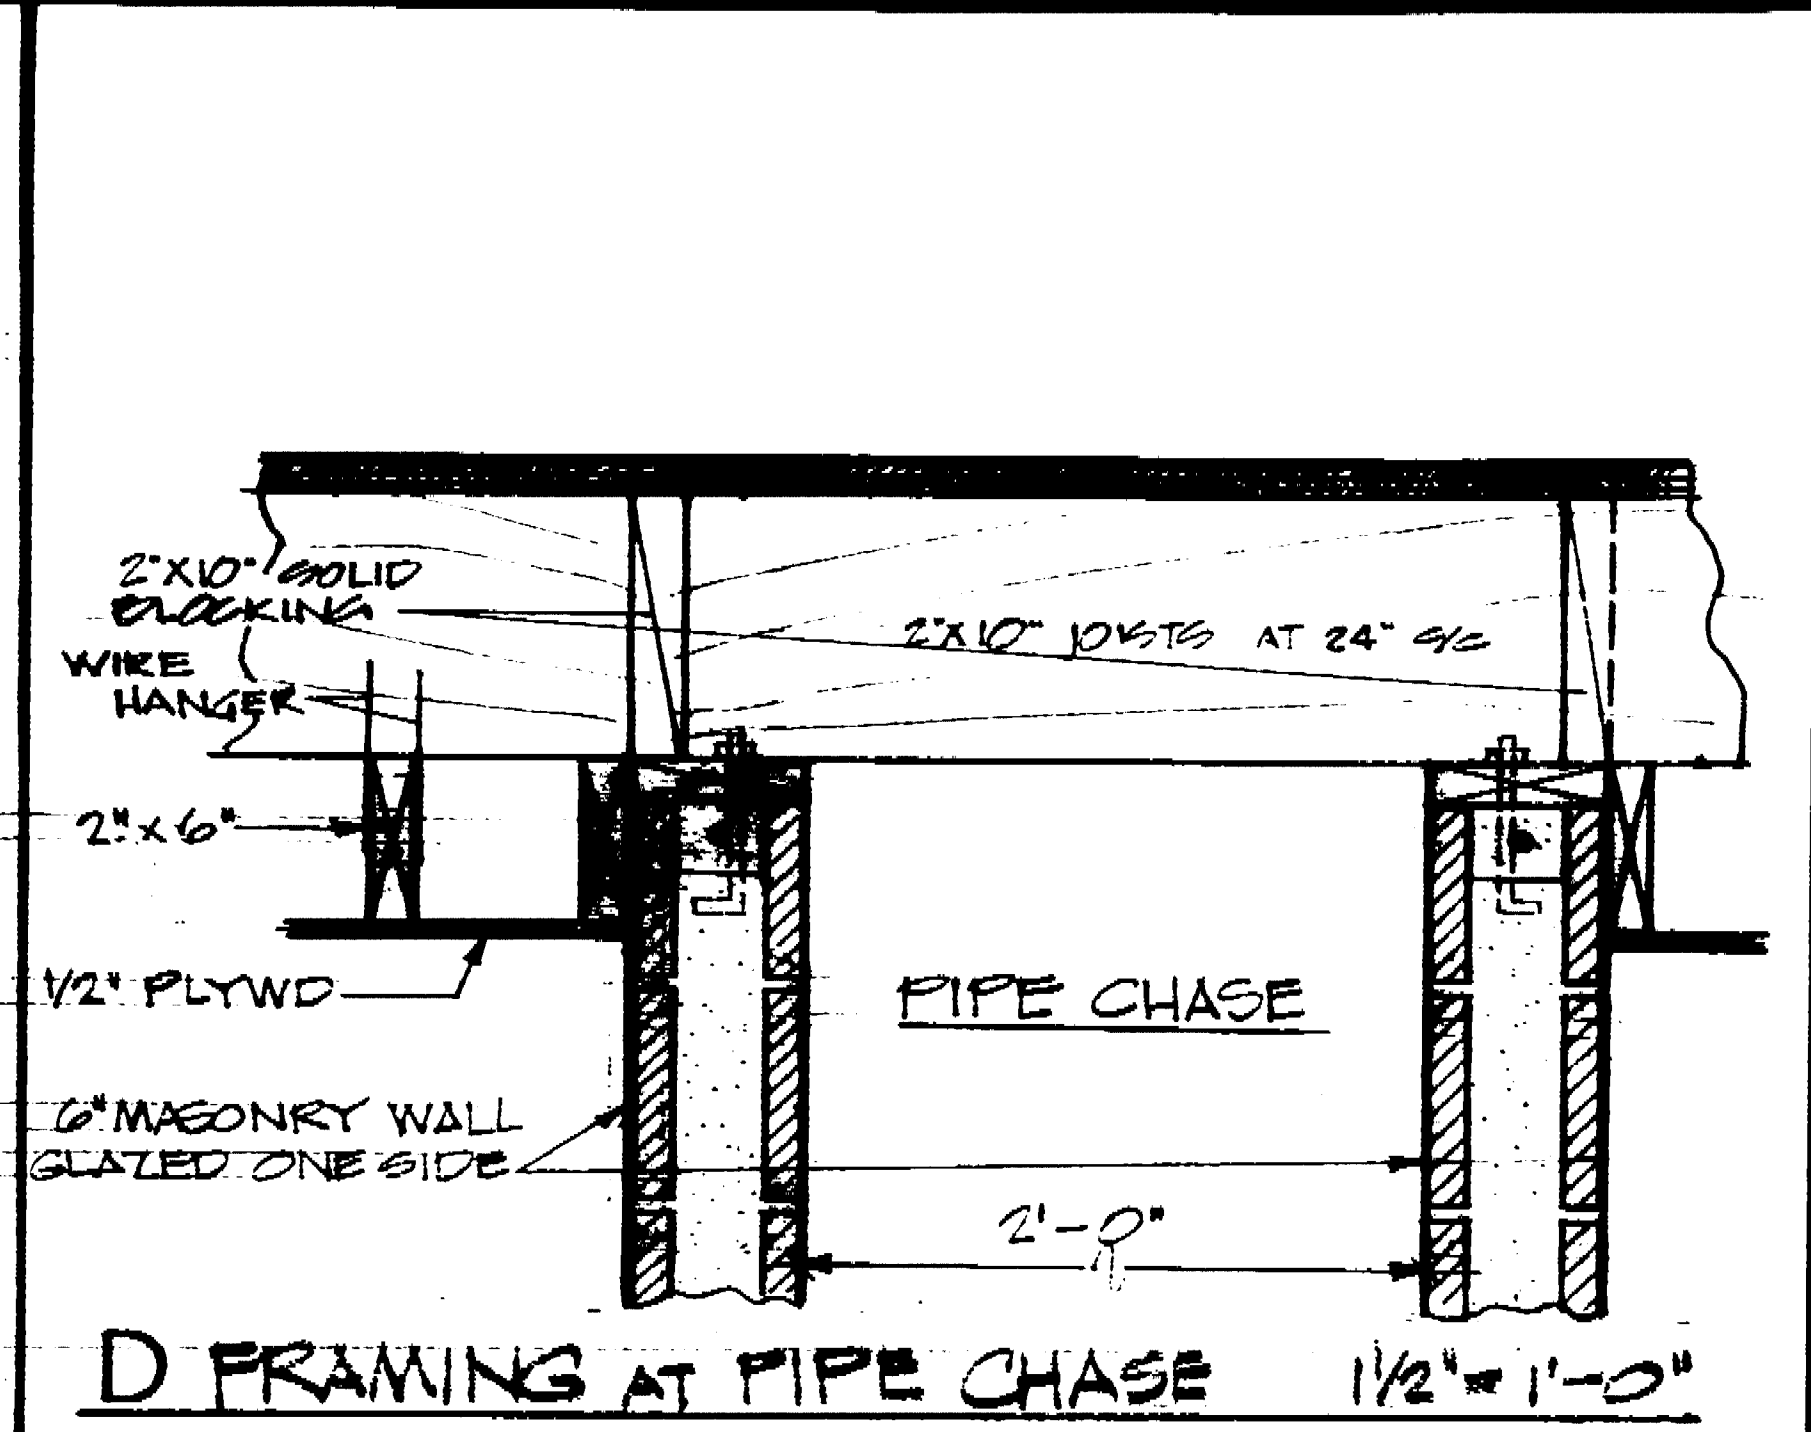 2"X10" SOLID
BLOCKING
WIRE
HANGER
2"X10" JOISTS AT 24" O/C
2" X 6"
1/2" PLYWD
PIPE CHASE
6" MASONRY WALL
GLAZED ONE SIDE
2'-0"
D FRAMING AT PIPE CHASE 1 1/2" = 1'-0"